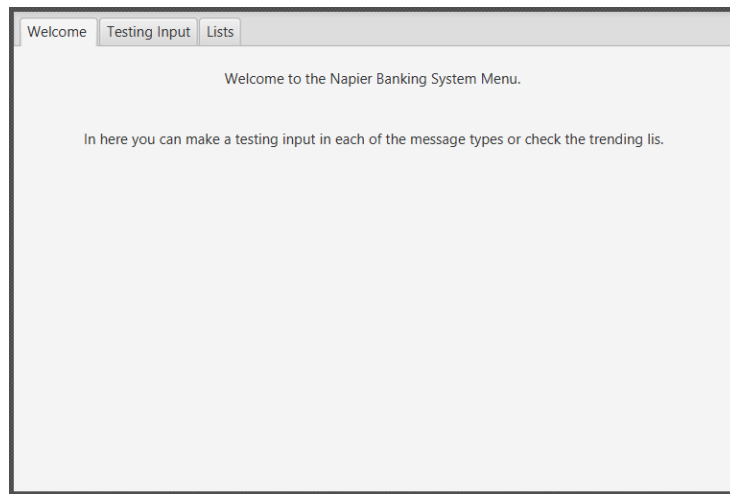 Welcome Testing Input Lists
Welcome to the Napier Banking System Menu.
In here you can make a testing input in each of the message types or check the trending lis.